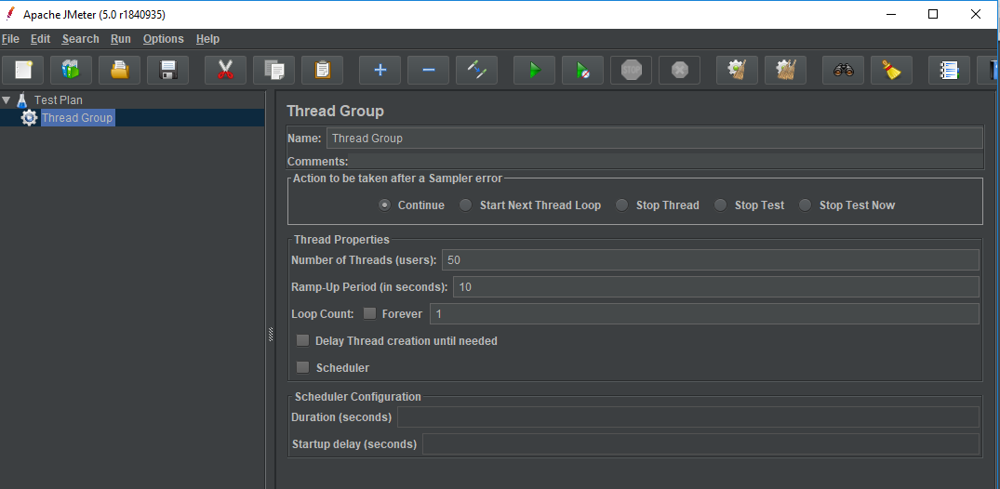 Apache JMeter (5.0 r1840935)
File Edit Search Run Options Help
STOP
Test Plan
Thread Group
Thread Group
Name: Thread Group
Comments:
Action to be taken after a Sampler error
Continue Start Next Thread Loop Stop Thread Stop Test Stop Test Now
Thread Properties
Number of Threads (users): 50
Ramp-Up Period (in seconds): 10
Loop Count: Forever 1
Delay Thread creation until needed
Scheduler
Scheduler Configuration
Duration (seconds)
Startup delay (seconds)